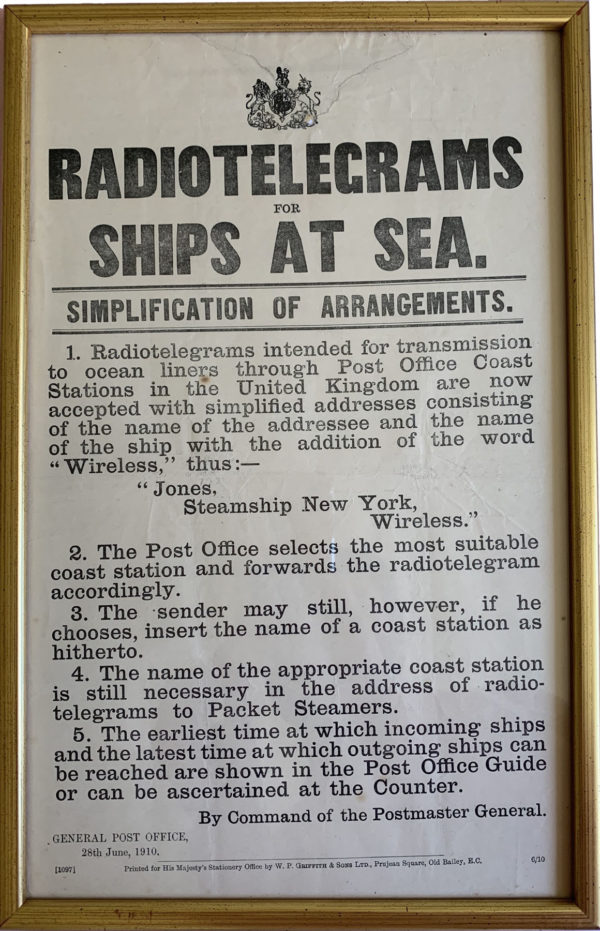 RADIOTELEGRAMS
FOR
SHIPS AT SEA.
SIMPLIFICATION OF ARRANGEMENTS.
1. Radiotelegrams intended for transmission
to ocean liners through Post Office Coast
Stations in the United Kingdom are now
accepted with simplified addresses consisting
of the name of the addressee and the name
of the ship with the addition of the word
"Wireless," thus:—
"Jones,
Steamship New York,
Wireless."
2. The Post Office selects the most suitable
coast station and forwards the radiotelegram
accordingly.
3. The sender may still, however, if he
chooses, insert the name of a coast station as
hitherto.
4. The name of the appropriate coast station
is still necessary in the address of radio-
telegrams to Packet Steamers.
5. The earliest time at which incoming ships
and the latest time at which outgoing ships can
be reached are shown in the Post Office Guide
or can be ascertained at the Counter.
By Command of the Postmaster General.
GENERAL POST OFFICE,
28th June, 1910.
[1097] Printed for His Majesty's Stationery Office by W. P. GRIFFITH & SONS LTD., Prujean Square, Old Bailey, E.C. 6/10